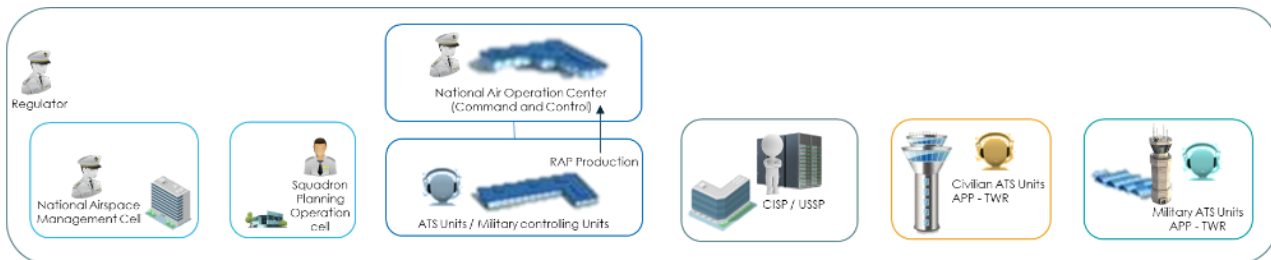 Regulator
National Air Operation Center
(Command and Control)
RAP Production
National Airspace
Management Cell
Squadron
Planning
Operation
cell
ATS Units / Military controlling Units
CISP / USSP
Civilian ATS Units
APP - TWR
Military ATS Units
APP - TWR